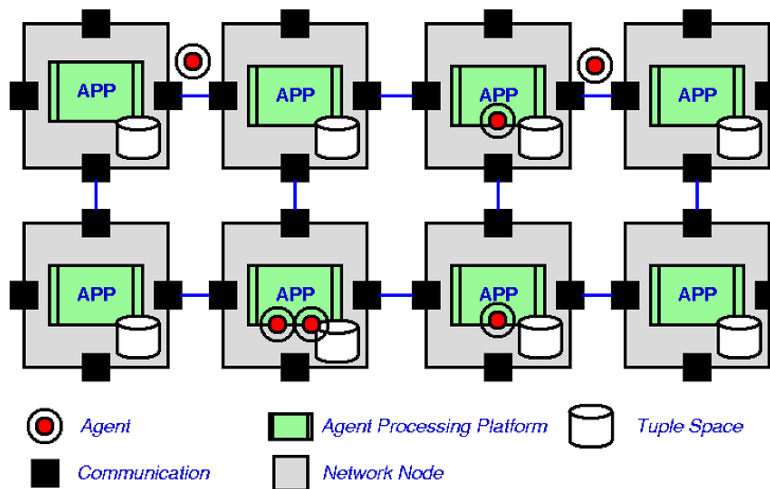 APP APP APP APP
APP APP APP APP
Agent Agent Processing Platform Tuple Space
Communication Network Node